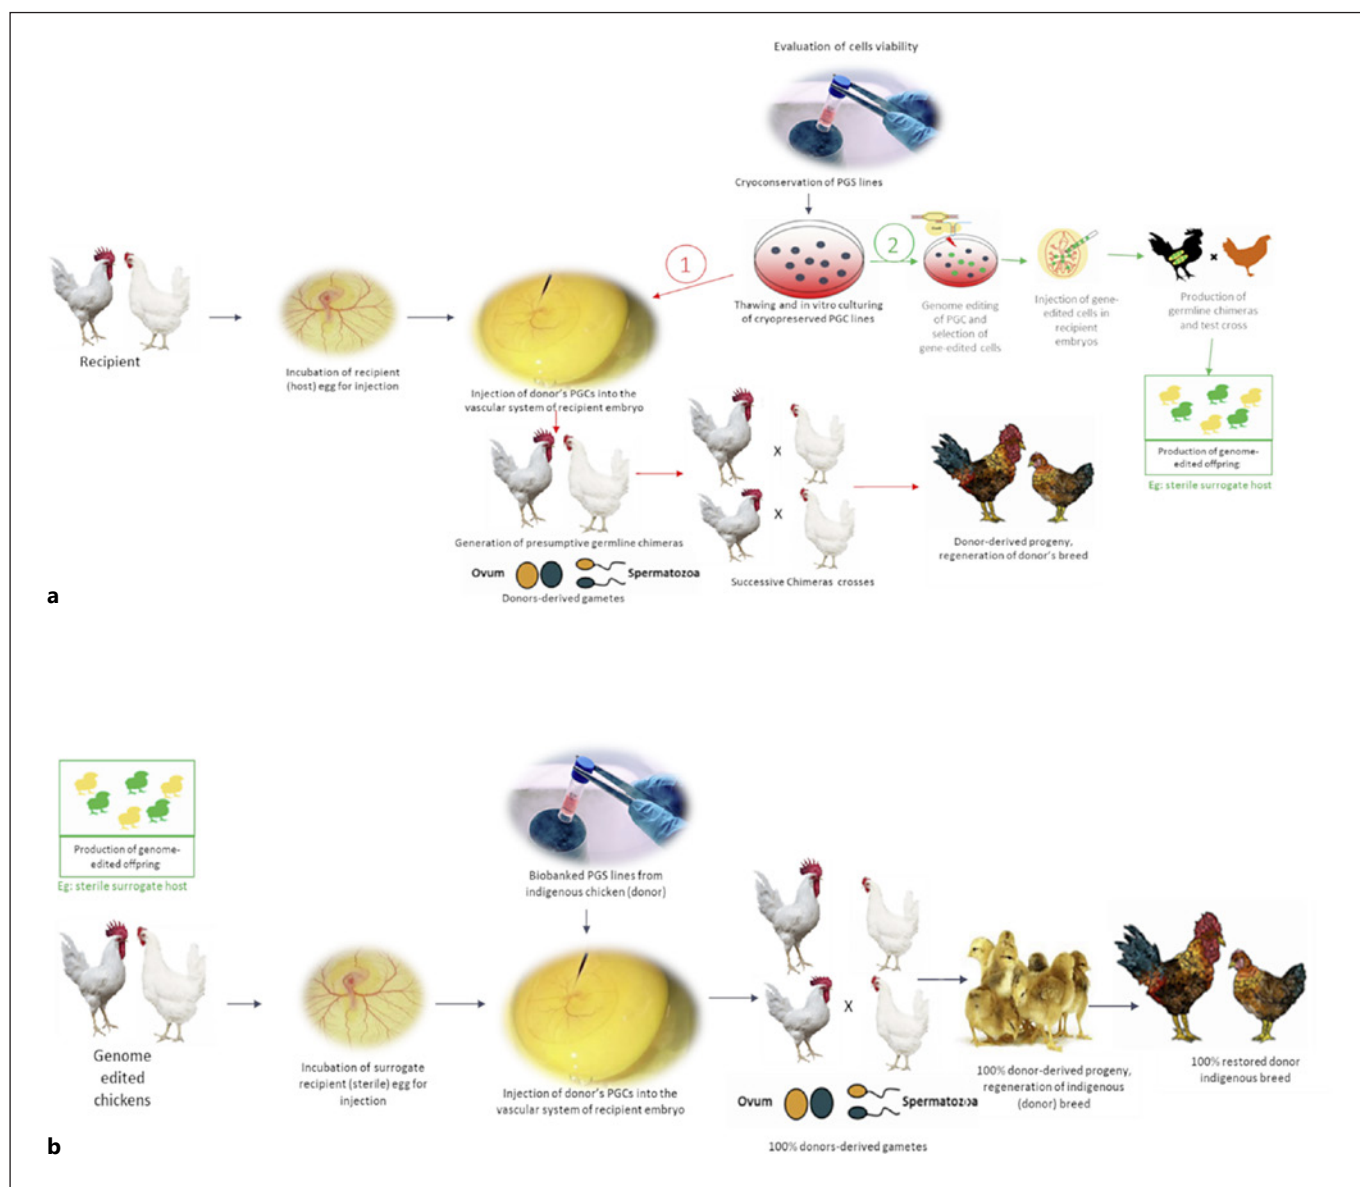 Evaluation of cells viability
Cryoconservation of PGS lines
1
2
Thawing and in vitro culturing
of cryopreserved PGC lines
Genome editing
of PGC and
selection of
gene-edited cells
Injection of gene-
edited cells in
recipient
embryos
Production of
germline chimeras
and test cross
Recipient
Incubation of recipient
(host) egg for injection
Injection of donor's PGCs into the
vascular system of recipient embryo
Production of genome-
edited offpring:
Eg: sterile surrogate host
X
X
Generation of presumptive germline chimeras
Ovum
Spermatozoa
Donors-derived gametes
Successive Chimeras crosses
Donor-derived progeny,
regeneration of donor's breed
a
Production of genome-
edited offpring:
Eg: sterile surrogate host
Biobanked PGS lines from
indigenous chicken (donor)
Genome
edited
chickens
Incubation of surrogate
recipient (sterile) egg for
injection
Injection of donor's PGCs into the
vascular system of recipient embryo
X
Ovum
Spermatozoa
100% donors-derived gametes
100% donor-derived progeny,
regeneration of indigenous
(donor) breed
100% restored donor
indigenous breed
b